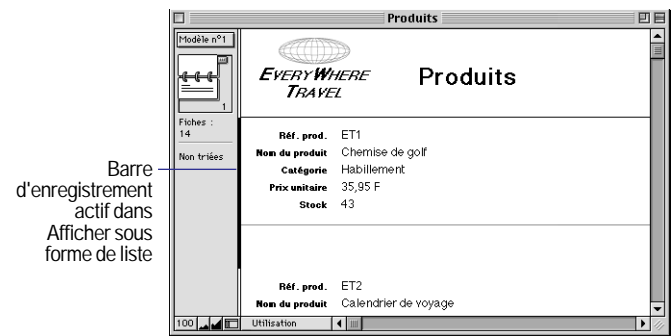 Produits
Modèle n°1
1
Fiches :
14
Non triées
EVERYWHERE
TRAVEL
Produits
Réf. prod. ET1
Nom du produit Chemise de golf
Catégorie Habillement
Prix unitaire 35,95 F
Stock 43
Réf. prod. ET2
Nom du produit Calendrier de voyage
100
Utilisation
Barre
d'enregistrement
actif dans
Afficher sous
forme de liste